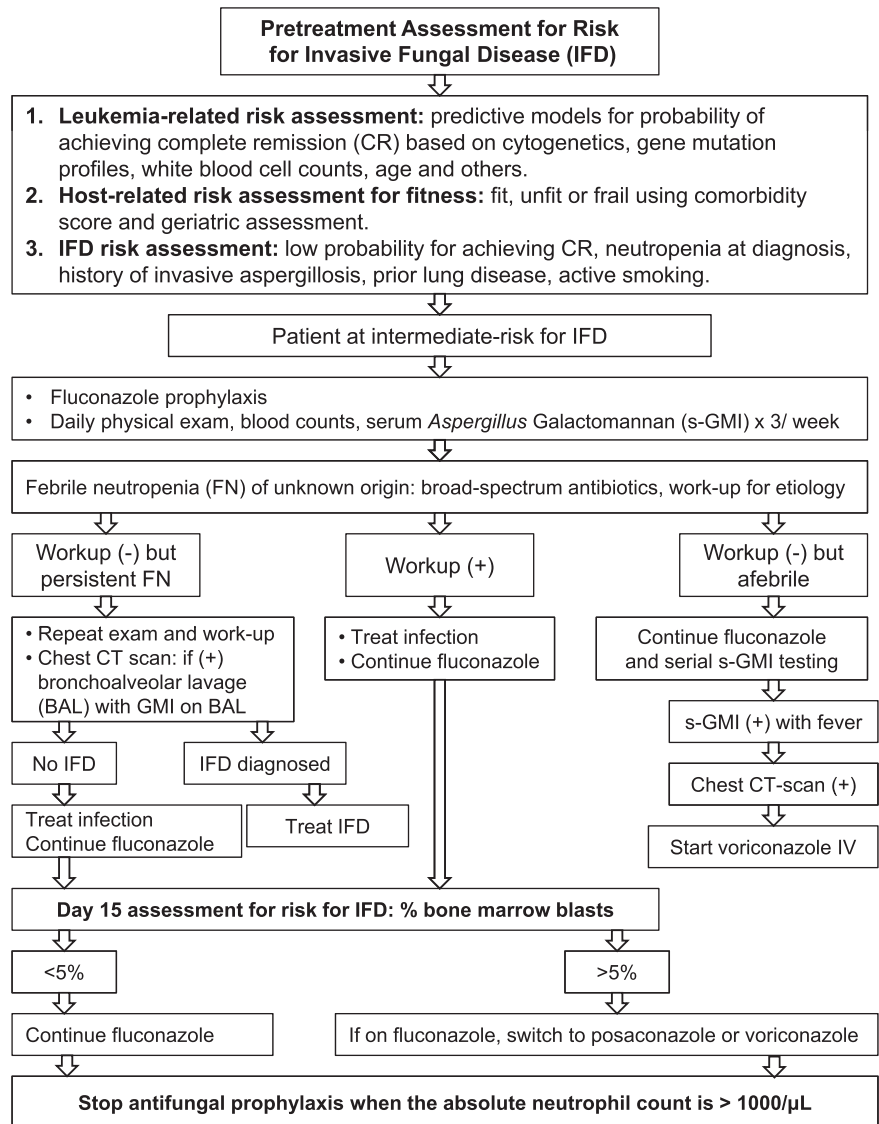 Pretreatment Assessment for Risk
for Invasive Fungal Disease (IFD)
1. Leukemia-related risk assessment: predictive models for probability of
achieving complete remission (CR) based on cytogenetics, gene mutation
profiles, white blood cell counts, age and others.
2. Host-related risk assessment for fitness: fit, unfit or frail using comorbidity
score and geriatric assessment.
3. IFD risk assessment: low probability for achieving CR, neutropenia at diagnosis,
history of invasive aspergillosis, prior lung disease, active smoking.
Patient at intermediate-risk for IFD
• Fluconazole prophylaxis
• Daily physical exam, blood counts, serum Aspergillus Galactomannan (s-GMI) x 3/ week
Febrile neutropenia (FN) of unknown origin: broad-spectrum antibiotics, work-up for etiology
Workup (-) but
persistent FN
• Repeat exam and work-up
• Chest CT scan: if (+)
bronchoalveolar lavage
(BAL) with GMI on BAL
No IFD
IFD diagnosed
Treat infection
Continue fluconazole
Treat IFD
Workup (+)
• Treat infection
• Continue fluconazole
Workup (-) but
afebrile
Continue fluconazole
and serial s-GMI testing
s-GMI (+) with fever
Chest CT-scan (+)
Start voriconazole IV
Day 15 assessment for risk for IFD: % bone marrow blasts
<5%
>5%
Continue fluconazole
If on fluconazole, switch to posaconazole or voriconazole
Stop antifungal prophylaxis when the absolute neutrophil count is > 1000/µL